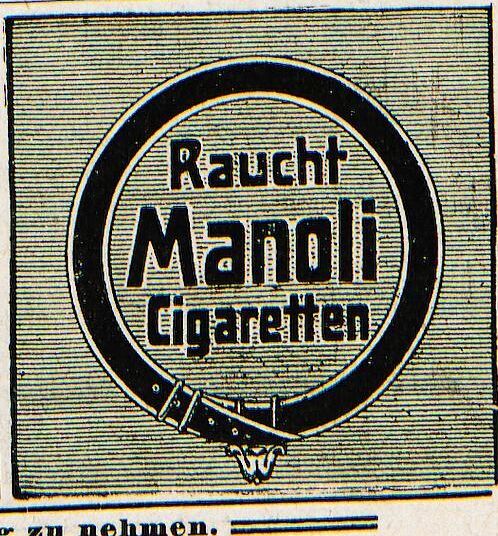 Raucht
Manoli
Cigaretten
zu nehmen.